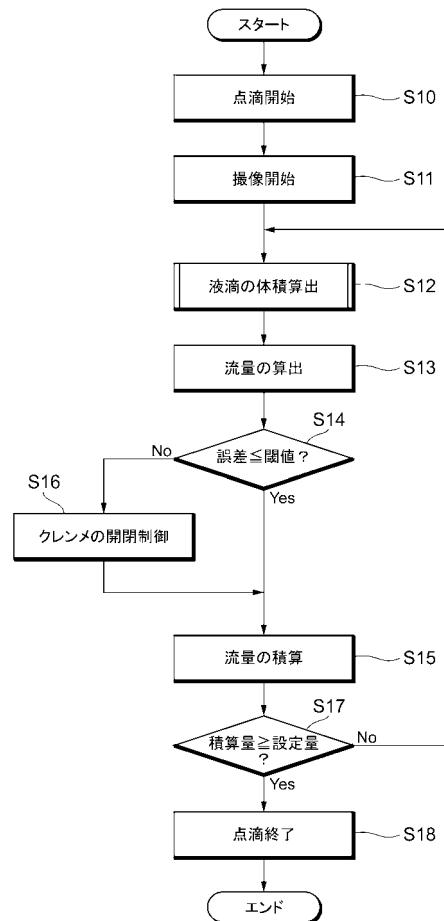 スタート
点滴開始
S10
撮像開始
S11
液滴の体積算出
S12
流量の算出
S13
S14
誤差≦閾値？
No
Yes
S16
クレンメの開閉制御
流量の積算
S15
S17
積算量≧設定量
？
No
Yes
点滴終了
S18
エンド